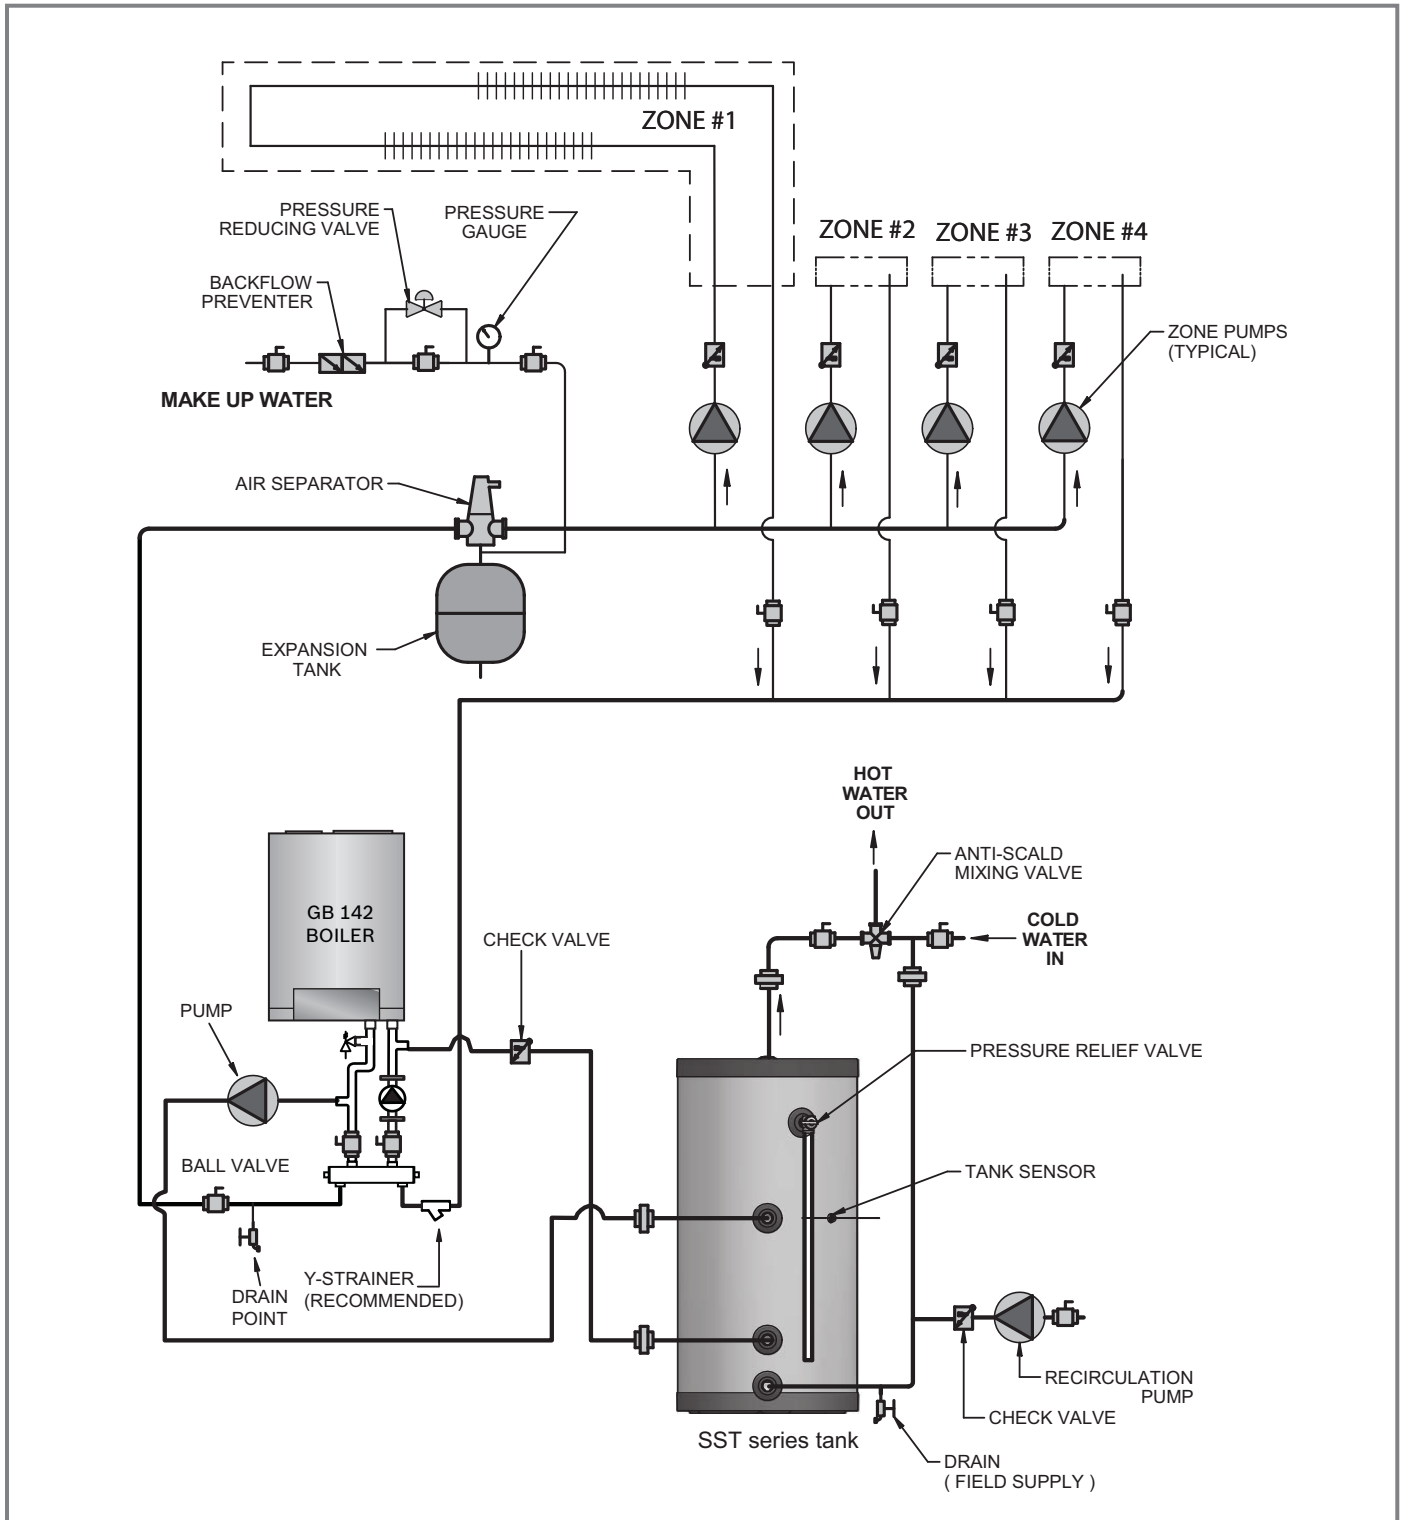 ZONE #1
PRESSURE
REDUCING VALVE
PRESSURE
GAUGE
ZONE #2
ZONE #3
ZONE #4
BACKFLOW
PREVENTER
ZONE PUMPS
(TYPICAL)
MAKE UP WATER
AIR SEPARATOR
EXPANSION
TANK
HOT
WATER
OUT
ANTI-SCALD
MIXING VALVE
GB 142
BOILER
CHECK VALVE
COLD
WATER
IN
PUMP
PRESSURE RELIEF VALVE
BALL VALVE
TANK SENSOR
Y-STRAINER
(RECOMMENDED)
DRAIN
POINT
RECIRCULATION
PUMP
CHECK VALVE
SST series tank
DRAIN
( FIELD SUPPLY )